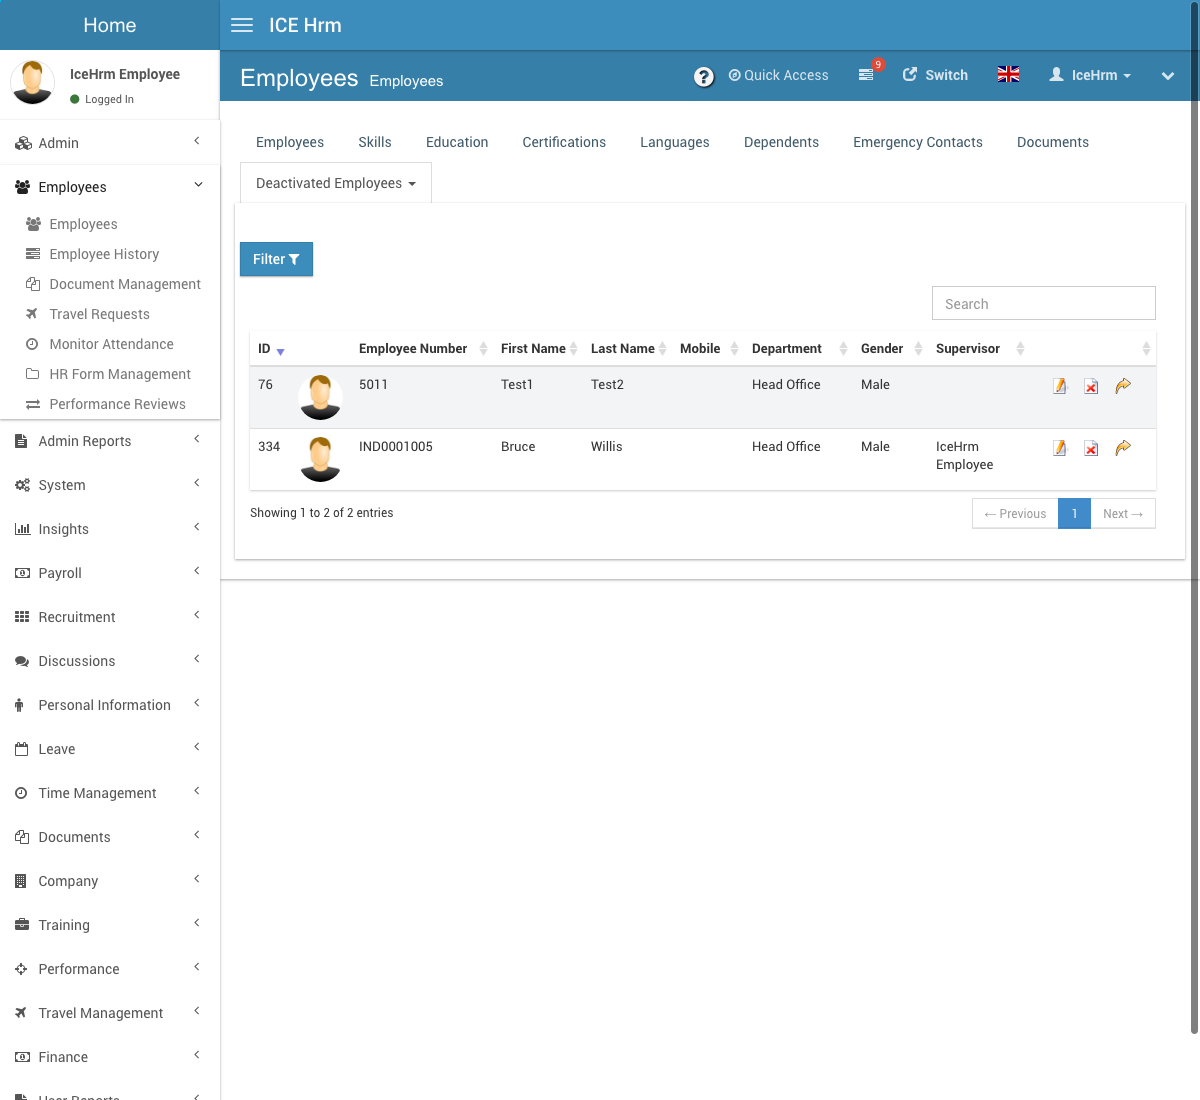 Home
ICE Hrm
IceHrm Employee
Logged In
Employees Employees
? Quick Access
9
Switch
IceHrm
Admin
Employees
Employees
Employee History
Document Management
Travel Requests
Monitor Attendance
HR Form Management
Performance Reviews
Admin Reports
System
Insights
Payroll
Recruitment
Discussions
Personal Information
Leave
Time Management
Documents
Company
Training
Performance
Travel Management
Finance
User Reports
Employees Skills Education Certifications Languages Dependents Emergency Contacts Documents
Deactivated Employees
Filter
Search
ID Employee Number First Name Last Name Mobile Department Gender Supervisor
76 5011 Test1 Test2 Head Office Male
334 IND0001005 Bruce Willis Head Office Male IceHrm
Employee
Showing 1 to 2 of 2 entries
← Previous 1 Next →